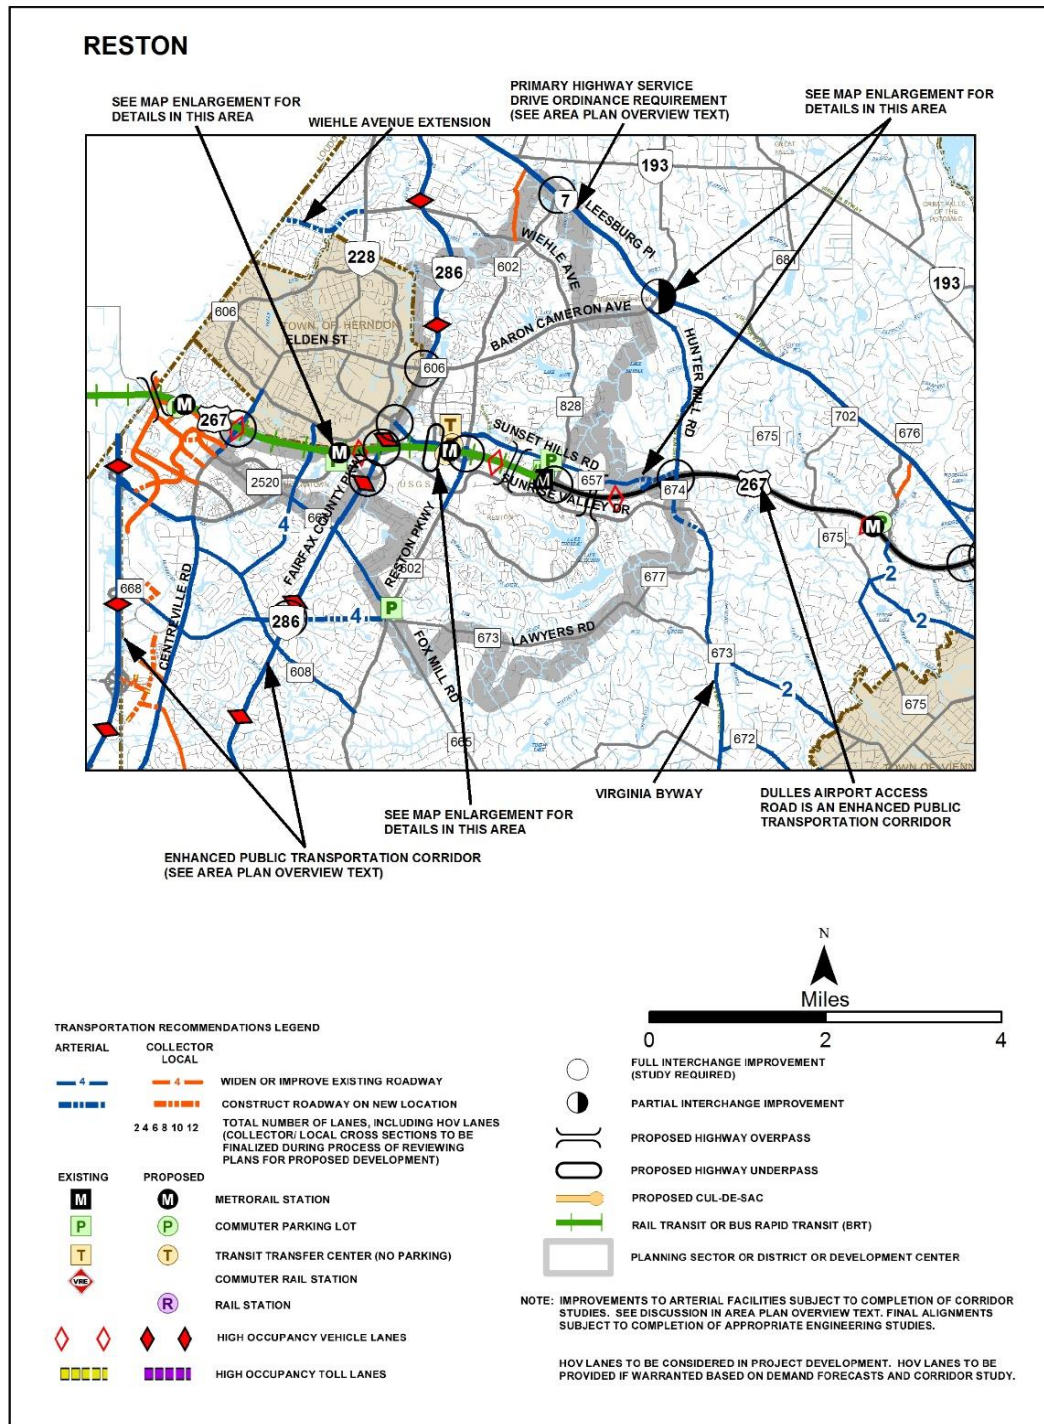 RESTON
SEE MAP ENLARGEMENT FOR
DETAILS IN THIS AREA
WIEHLE AVENUE EXTENSION
PRIMARY HIGHWAY SERVICE
DRIVE ORDINANCE REQUIREMENT
(SEE AREA PLAN OVERVIEW TEXT)
SEE MAP ENLARGEMENT FOR
DETAILS IN THIS AREA
193
7
LEESBURG PI
WIEHLE AVE
228
286
602
681
193
606
TOWN OF HERNDON
ELDEN ST
BARON CAMERON AVE
606
HUNTER MILL RD
M
267
828
702
T
SUNSET HILLS RD
675
676
M
M
P
657
2520
U.S.G.S.
M
SUNRISE VALLEY DR
674
267
4
FAIRFAX COUNTY PKWY
RESTON PKWY
602
675
M
668
CENTREVILLE RD
677
2
286
4
P
FOX MILL RD
673
LAWYERS RD
2
608
673
2
675
665
672
TOWN OF VIENN
VIRGINIA BYWAY
DULLES AIRPORT ACCESS
ROAD IS AN ENHANCED PUBLIC
TRANSPORTATION CORRIDOR
SEE MAP ENLARGEMENT FOR
DETAILS IN THIS AREA
ENHANCED PUBLIC TRANSPORTATION CORRIDOR
(SEE AREA PLAN OVERVIEW TEXT)
N
Miles
0 2 4
TRANSPORTATION RECOMMENDATIONS LEGEND
ARTERIAL COLLECTOR
LOCAL
4 4 WIDEN OR IMPROVE EXISTING ROADWAY
CONSTRUCT ROADWAY ON NEW LOCATION
2 4 6 8 10 12 TOTAL NUMBER OF LANES, INCLUDING HOV LANES
(COLLECTOR/ LOCAL CROSS SECTIONS TO BE
FINALIZED DURING PROCESS OF REVIEWING
PLANS FOR PROPOSED DEVELOPMENT)
EXISTING PROPOSED
M M METRORAIL STATION
P P COMMUTER PARKING LOT
T T TRANSIT TRANSFER CENTER (NO PARKING)
VRE COMMUTER RAIL STATION
R RAIL STATION
HIGH OCCUPANCY VEHICLE LANES
HIGH OCCUPANCY TOLL LANES
FULL INTERCHANGE IMPROVEMENT
(STUDY REQUIRED)
PARTIAL INTERCHANGE IMPROVEMENT
PROPOSED HIGHWAY OVERPASS
PROPOSED HIGHWAY UNDERPASS
PROPOSED CUL-DE-SAC
RAIL TRANSIT OR BUS RAPID TRANSIT (BRT)
PLANNING SECTOR OR DISTRICT OR DEVELOPMENT CENTER
NOTE: IMPROVEMENTS TO ARTERIAL FACILITIES SUBJECT TO COMPLETION OF CORRIDOR
STUDIES. SEE DISCUSSION IN AREA PLAN OVERVIEW TEXT. FINAL ALIGNMENTS
SUBJECT TO COMPLETION OF APPROPRIATE ENGINEERING STUDIES.
HOV LANES TO BE CONSIDERED IN PROJECT DEVELOPMENT. HOV LANES TO BE
PROVIDED IF WARRANTED BASED ON DEMAND FORECASTS AND CORRIDOR STUDY.